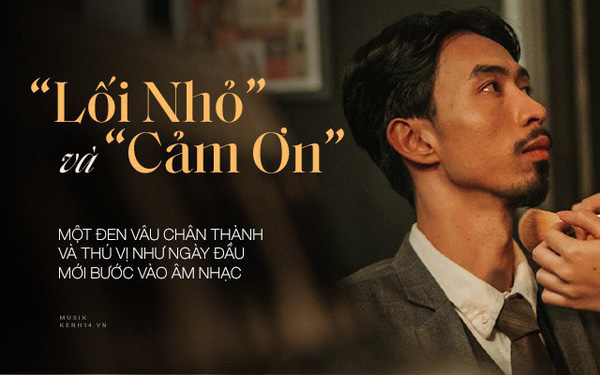 “Lối Nhỏ”
và “Cảm Ơn”
MỘT ĐEN VÂU CHÂN THÀNH
VÀ THÚ VỊ NHƯ NGÀY ĐẦU
MỚI BƯỚC VÀO ÂM NHẠC
MUSIK
KENH14.VN